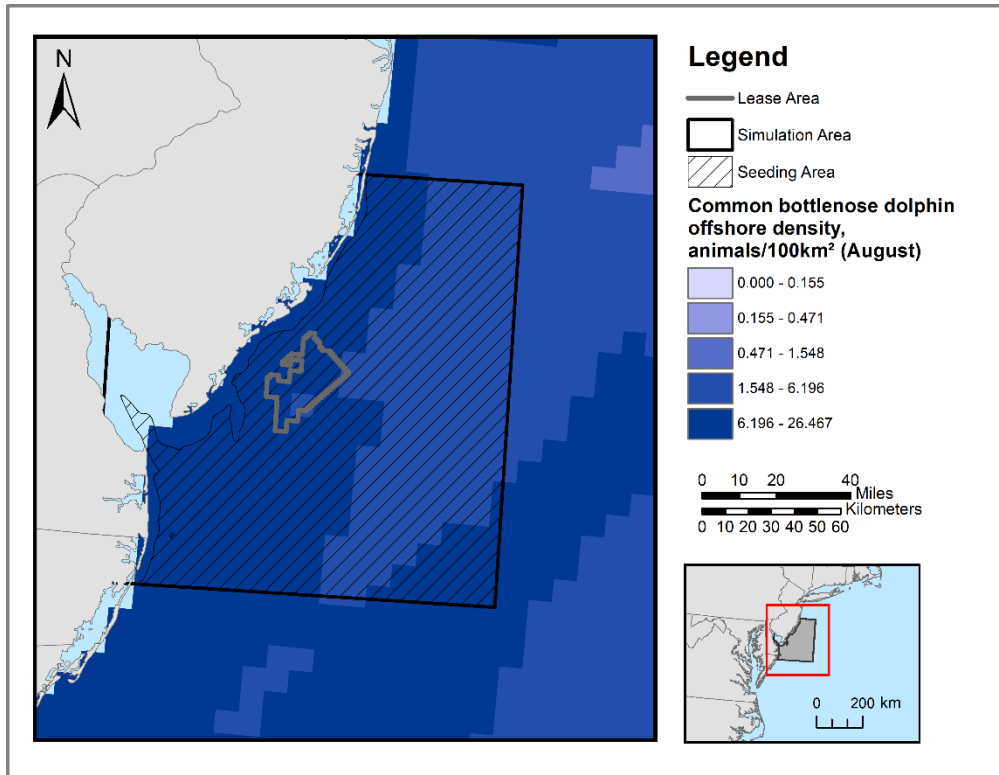 N
Legend
Lease Area
Simulation Area
Seeding Area
Common bottlenose dolphin
offshore density,
animals/100km² (August)
0.000 - 0.155
0.155 - 0.471
0.471 - 1.548
1.548 - 6.196
6.196 - 26.467
0 10 20 40
Miles
Kilometers
0 10 20 30 40 50 60
0 200 km